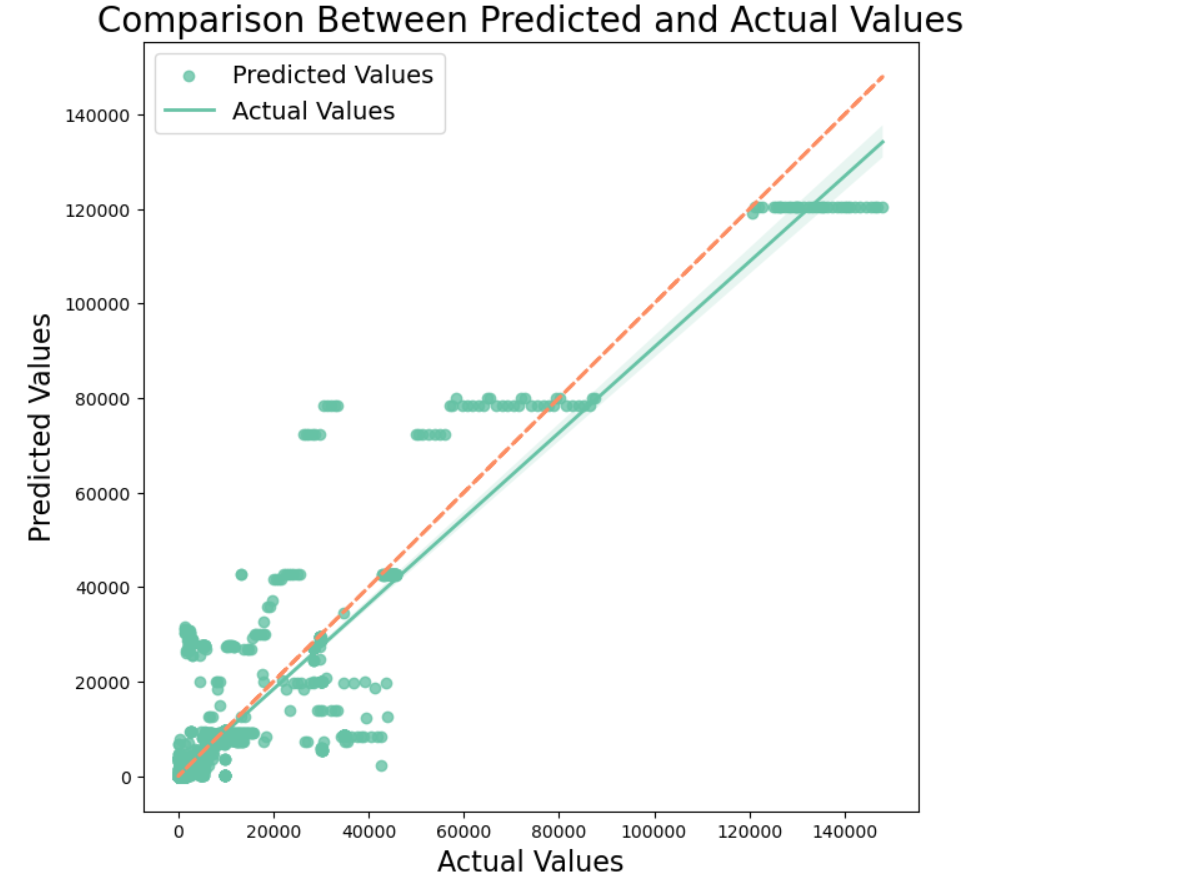 Comparison Between Predicted and Actual Values
Predicted Values
Actual Values
140000
120000
100000
80000
60000
40000
20000
0
Predicted Values
0 20000 40000 60000 80000 100000 120000 140000
Actual Values